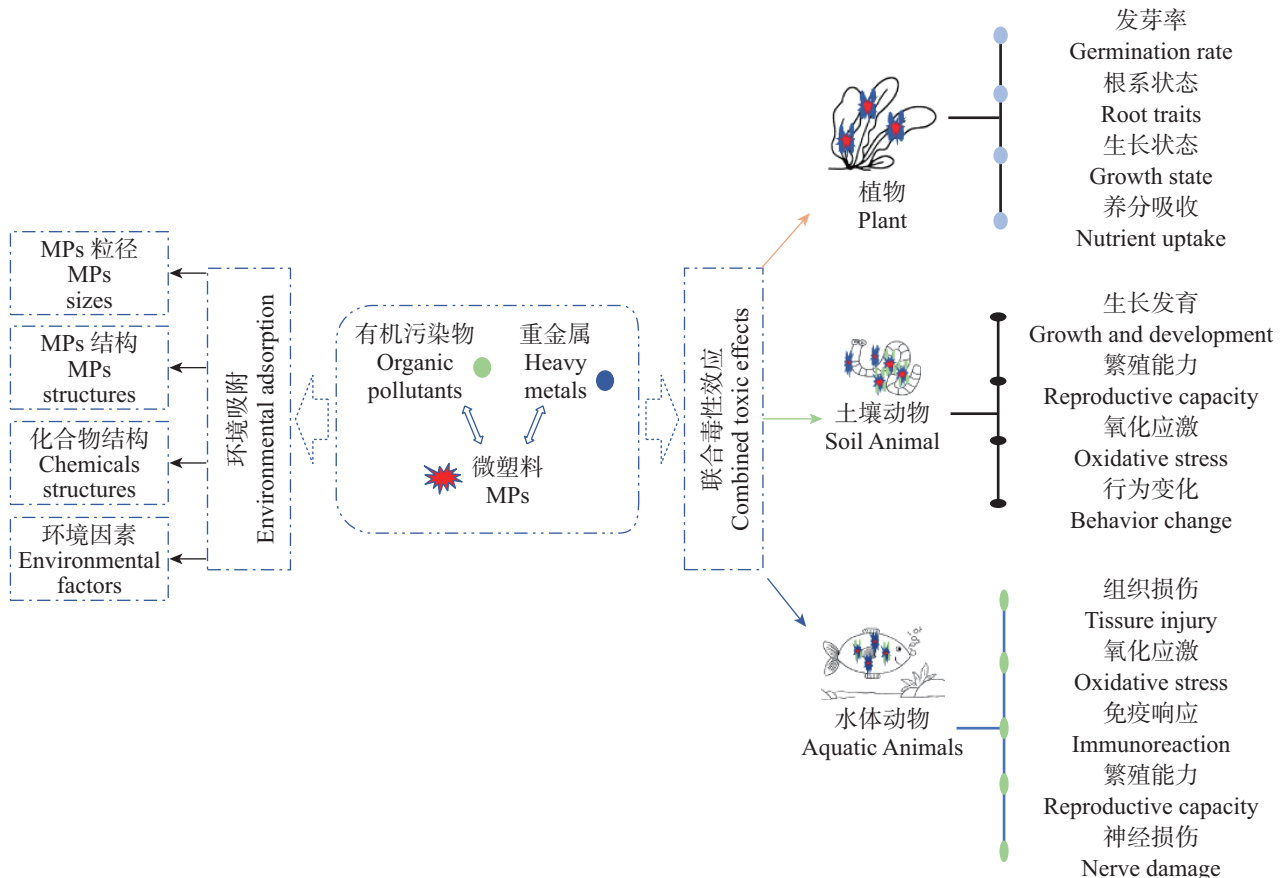 MPs 粒径
MPs
sizes
MPs 结构
MPs
structures
化合物结构
Chemicals
structures
环境因素
Environmental
factors
环境吸附
Environmental adsorption
有机污染物
Organic
pollutants
重金属
Heavy
metals
微塑料
MPs
联合毒性效应
Combined toxic effects
植物
Plant
发芽率
Germination rate
根系状态
Root traits
生长状态
Growth state
养分吸收
Nutrient uptake
土壤动物
Soil Animal
生长发育
Growth and development
繁殖能力
Reproductive capacity
氧化应激
Oxidative stress
行为变化
Behavior change
水体动物
Aquatic Animals
组织损伤
Tissue injury
氧化应激
Oxidative stress
免疫响应
Immunoreaction
繁殖能力
Reproductive capacity
神经损伤
Nerve damage